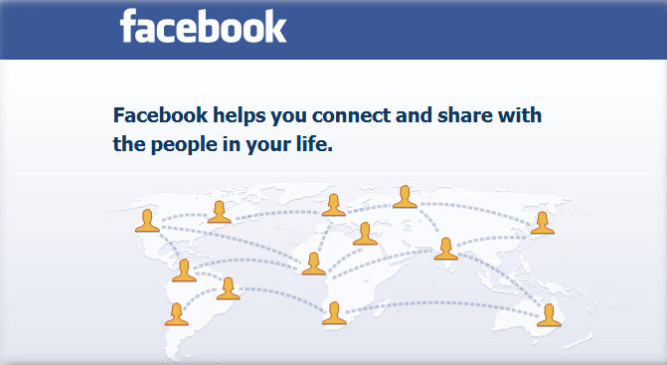 facebook
Facebook helps you connect and share with
the people in your life.